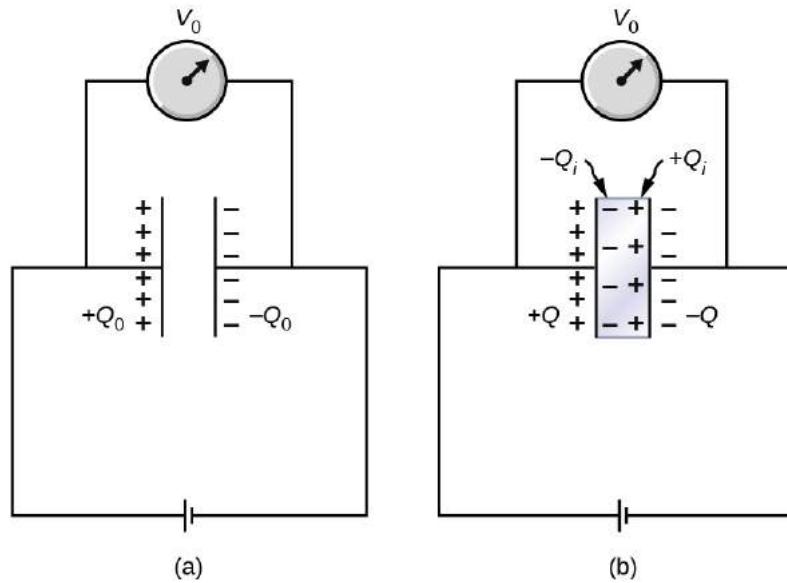 V₀
V₀
–Qᵢ
+Qᵢ
+Q₀
–Q₀
+Q
–Q
(a)
(b)